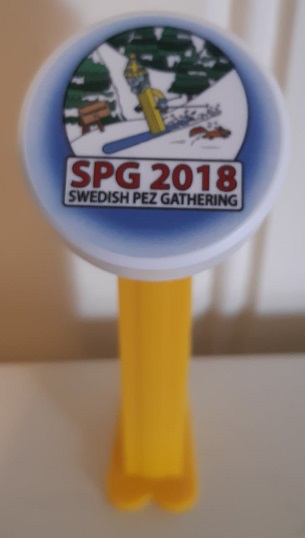 SPG 2018
SWEDISH PEZ GATHERING